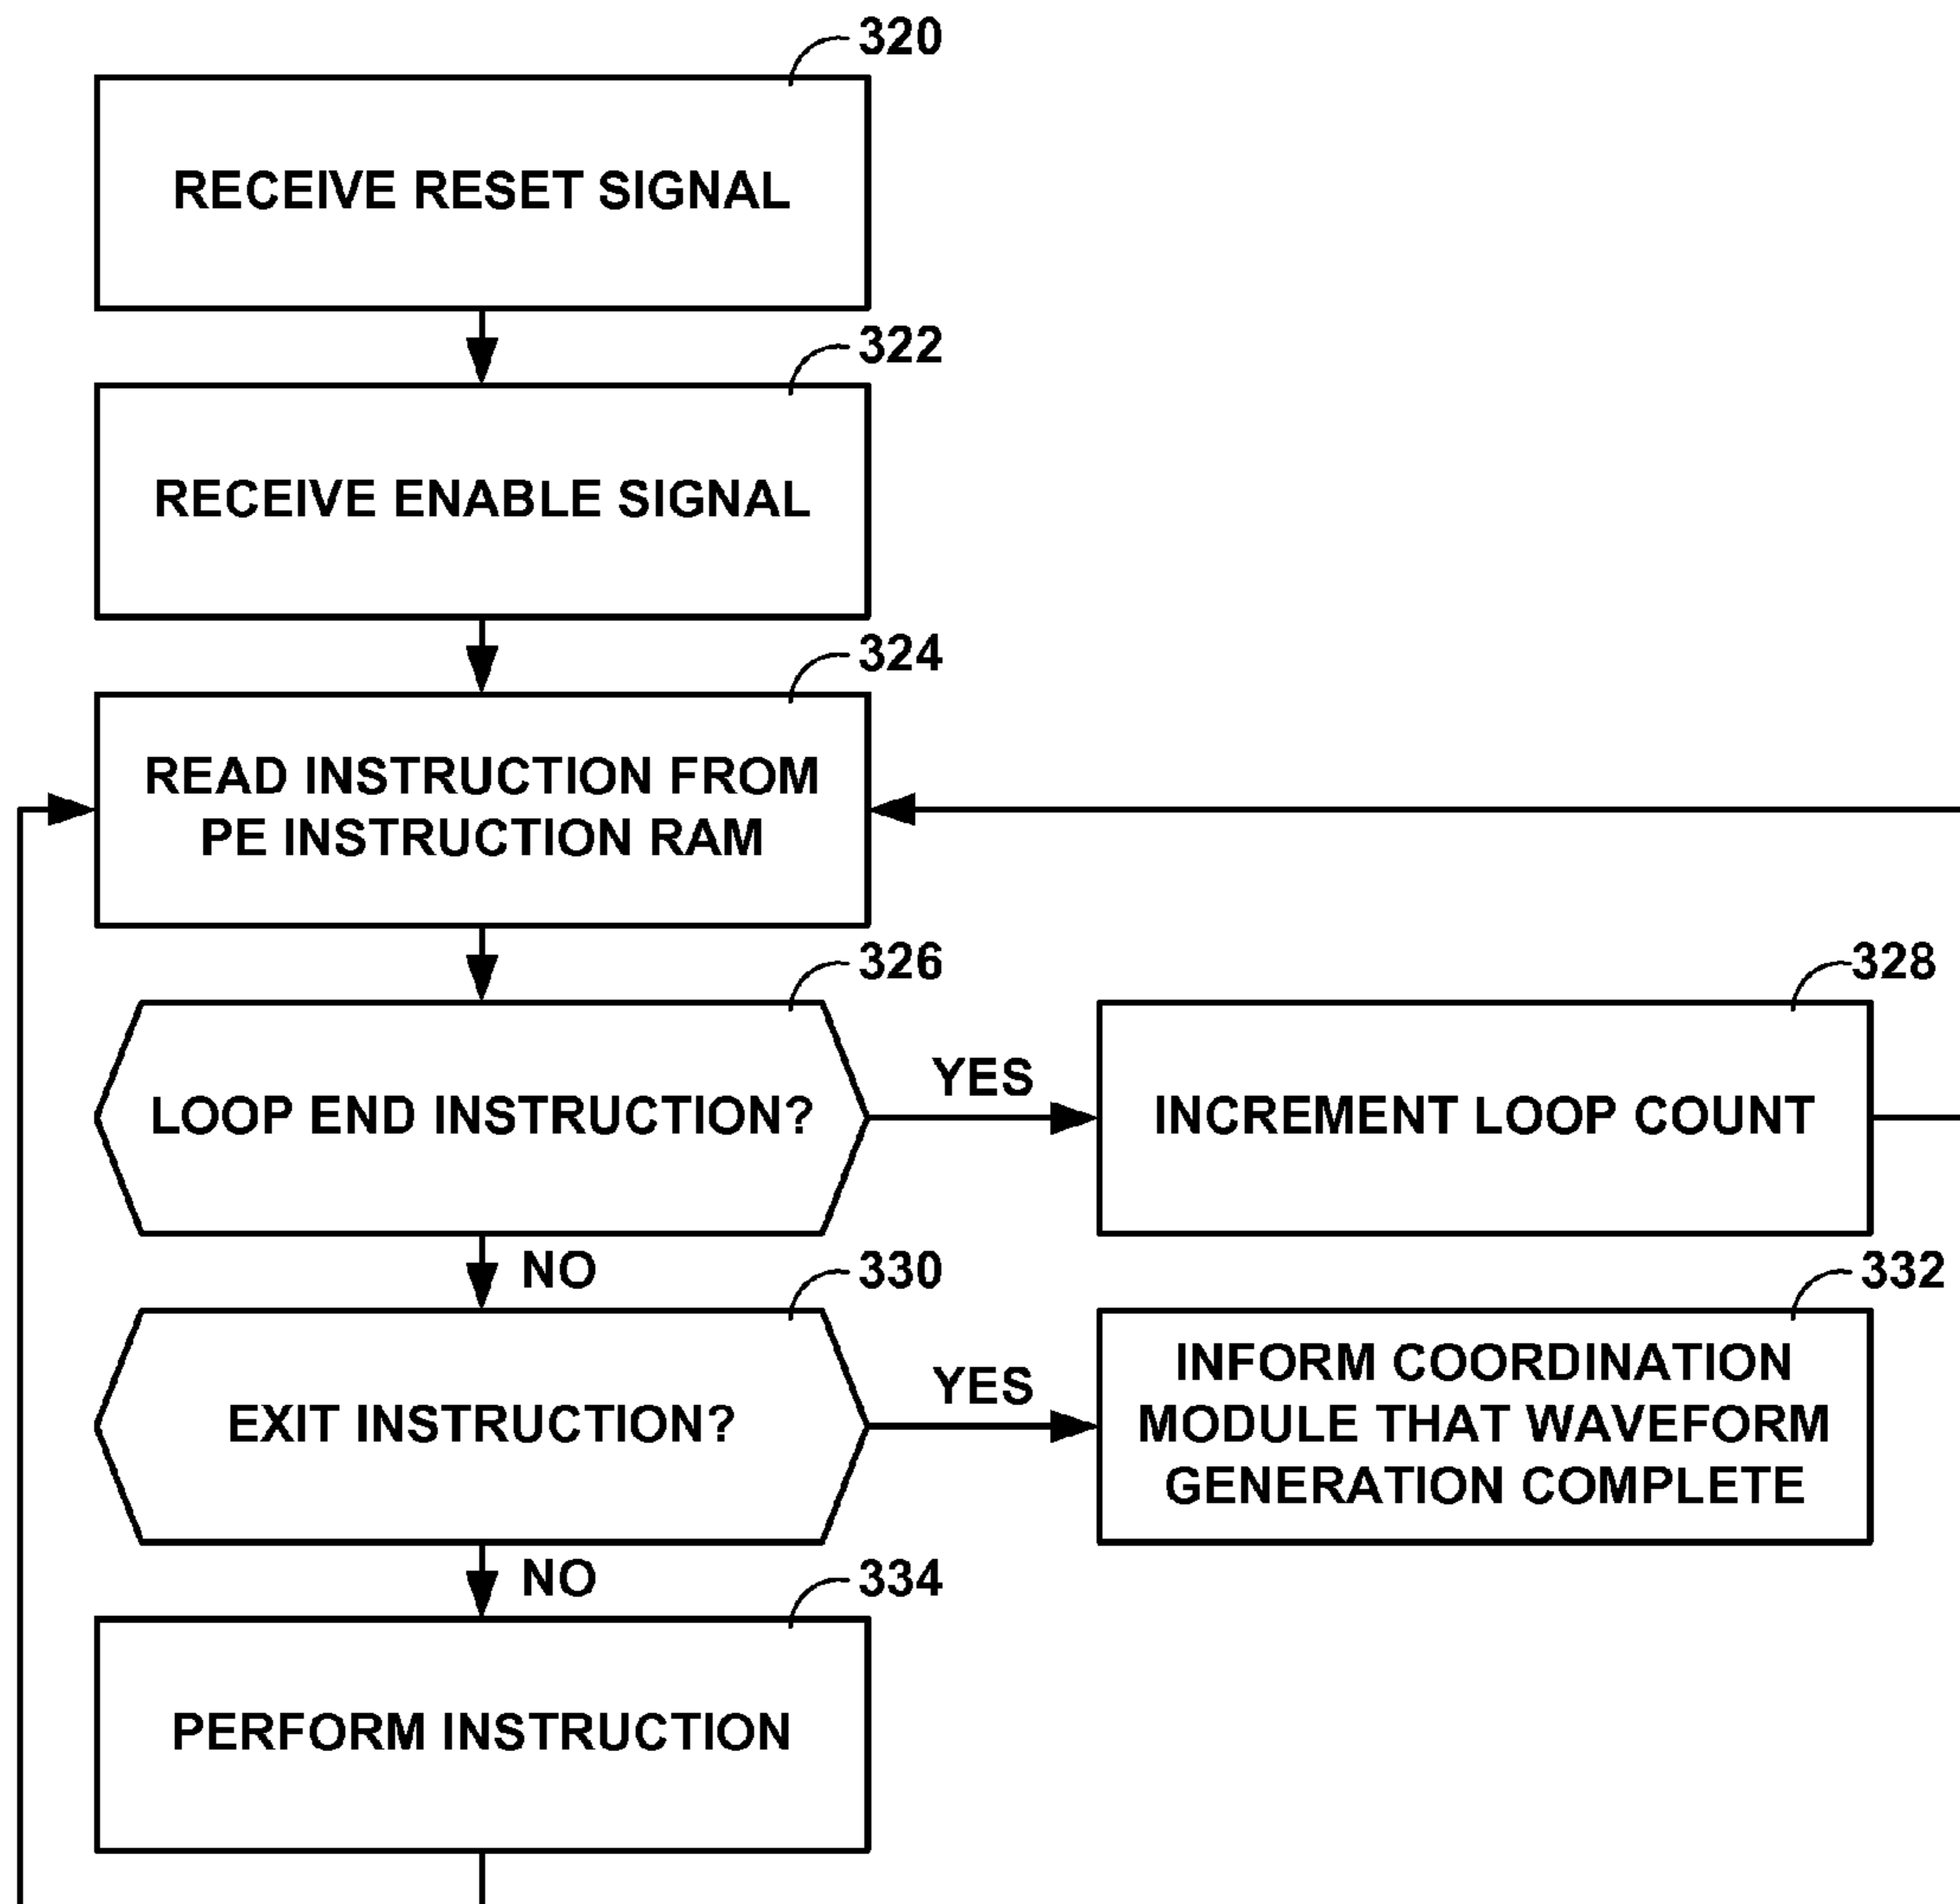 320
RECEIVE RESET SIGNAL
322
RECEIVE ENABLE SIGNAL
324
READ INSTRUCTION FROM
PE INSTRUCTION RAM
326
LOOP END INSTRUCTION?
YES
328
INCREMENT LOOP COUNT
NO
330
EXIT INSTRUCTION?
YES
332
INFORM COORDINATION
MODULE THAT WAVEFORM
GENERATION COMPLETE
NO
334
PERFORM INSTRUCTION